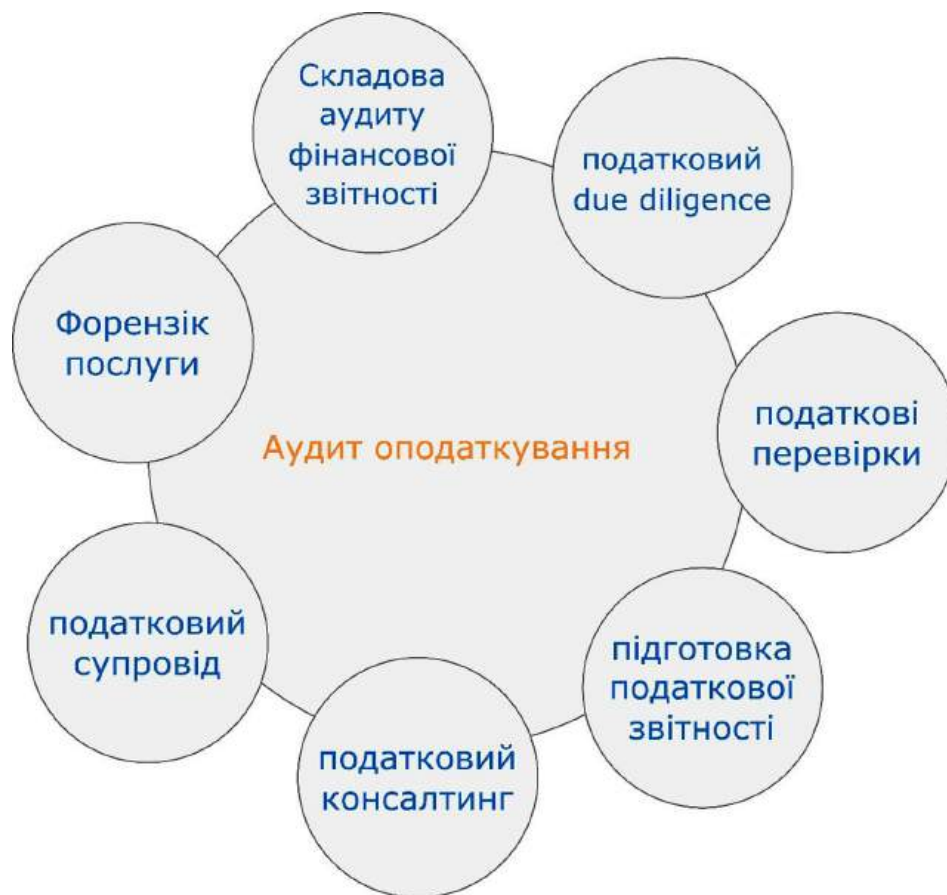 Складова
аудиту
фінансової
звітності
податковий
due diligence
Форензік
послуги
податкові
перевірки
Аудит оподаткування
податковий
супровід
підготовка
податкової
звітності
податковий
консалтинг